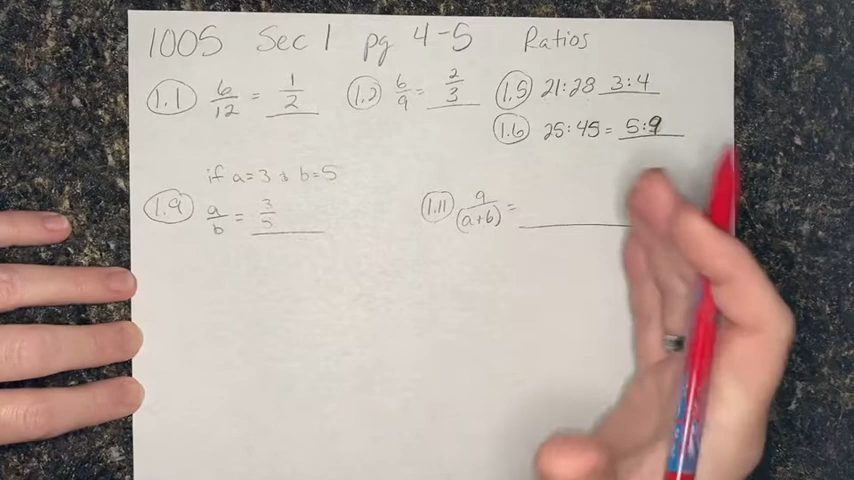 1005 Sec 1 pg 4-5 Ratios
1.1 6/12 = 1/2 1.2 6/9 = 2/3 1.5 21:28 3:4
1.6 25:45 = 5:9
if a=3 & b=5
1.9 a/b = 3/5 1.11 a/(a+b) =